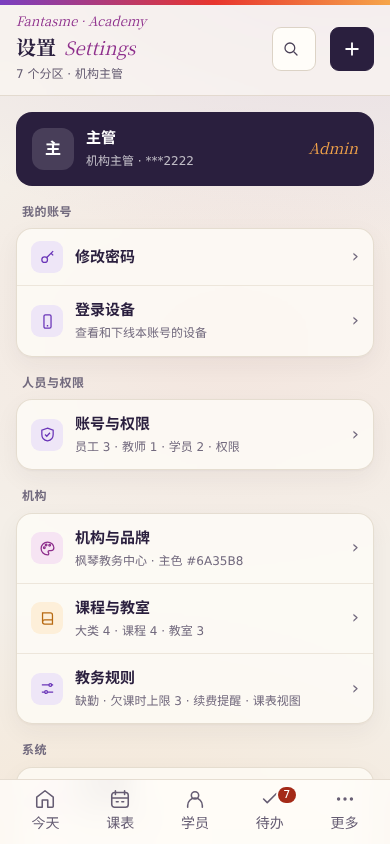 Fantasme · Academy
设置 Settings
7 个分区 · 机构主管
主
主管
机构主管 · ***2222
Admin
我的账号
修改密码
登录设备
查看和下线本账号的设备
人员与权限
账号与权限
员工 3 · 教师 1 · 学员 2 · 权限
机构
机构与品牌
枫琴教务中心 · 主色 #6A35B8
课程与教室
大类 4 · 课程 4 · 教室 3
教务规则
缺勤 · 欠课时上限 3 · 续费提醒 · 课表视图
系统
7
今天
课表
学员
待办
更多